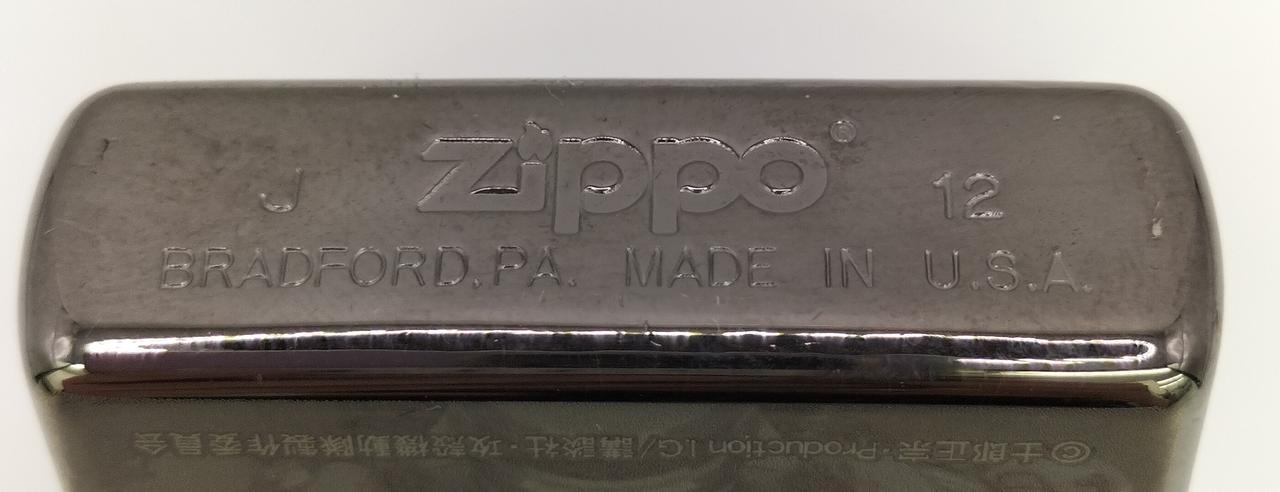 zippo®
J 12
BRADFORD,PA. MADE IN U.S.A.
©士郎正宗・Production I.G/講談社・攻殻機動隊製作委員会